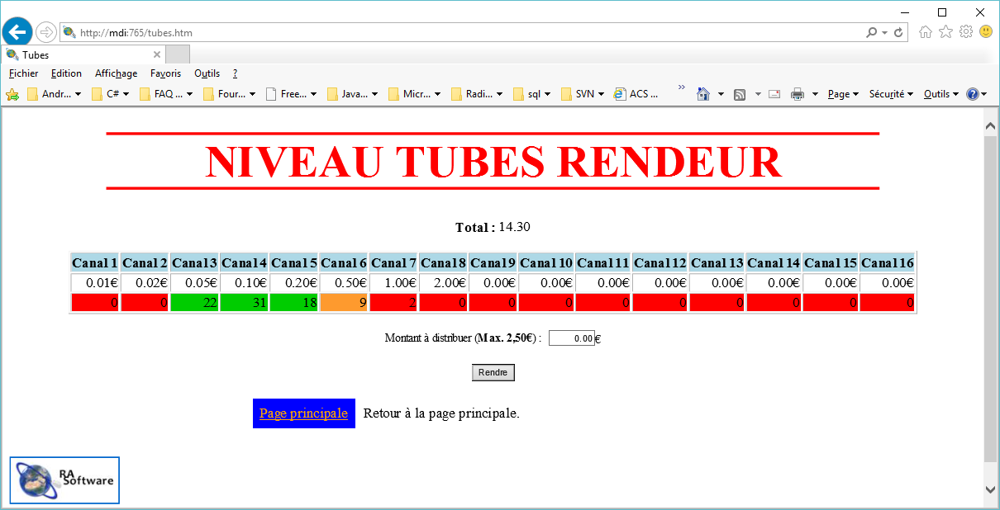 http://mdi:765/tubes.htm
Tubes
Fichier Edition Affichage Favoris Outils ?
Andr... C# FAQ ... Four... Free... Java... Micr... Radi... sql SVN ACS ... » Page Sécurité Outils
NIVEAU TUBES RENDEUR
Total : 14.30
Canal 1 Canal 2 Canal 3 Canal 4 Canal 5 Canal 6 Canal 7 Canal 8 Canal 9 Canal 10 Canal 11 Canal 12 Canal 13 Canal 14 Canal 15 Canal 16
0.01€ 0.02€ 0.05€ 0.10€ 0.20€ 0.50€ 1.00€ 2.00€ 0.00€ 0.00€ 0.00€ 0.00€ 0.00€ 0.00€ 0.00€ 0.00€
0 0 22 31 18 9 2 0 0 0 0 0 0 0 0 0
Montant à distribuer (Max. 2,50€) : 0.00 €
Rendre
Page principale Retour à la page principale.
RA
Software